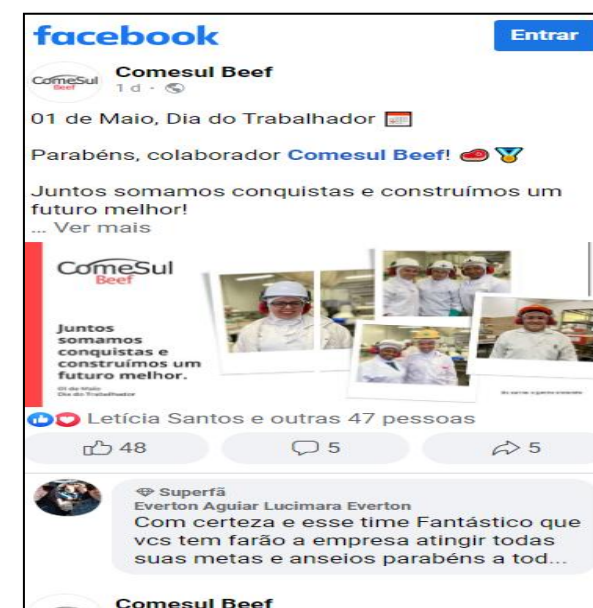 facebook
Entrar
ComeSul
Beef
Comesul Beef
1 d ·
01 de Maio, Dia do Trabalhador
Parabéns, colaborador Comesul Beef!
Juntos somamos conquistas e construímos um
futuro melhor!
... Ver mais
ComeSul
Beef
Juntos
somamos
conquistas e
construímos um
futuro melhor.
01 de Maio
Dia do Trabalhador
Letícia Santos e outras 47 pessoas
48
5
5
Superfã
Everton Aguiar Lucimara Everton
Com certeza e esse time Fantástico que
vcs tem farão a empresa atingir todas
suas metas e anseios parabéns a tod...
Comesul Beef